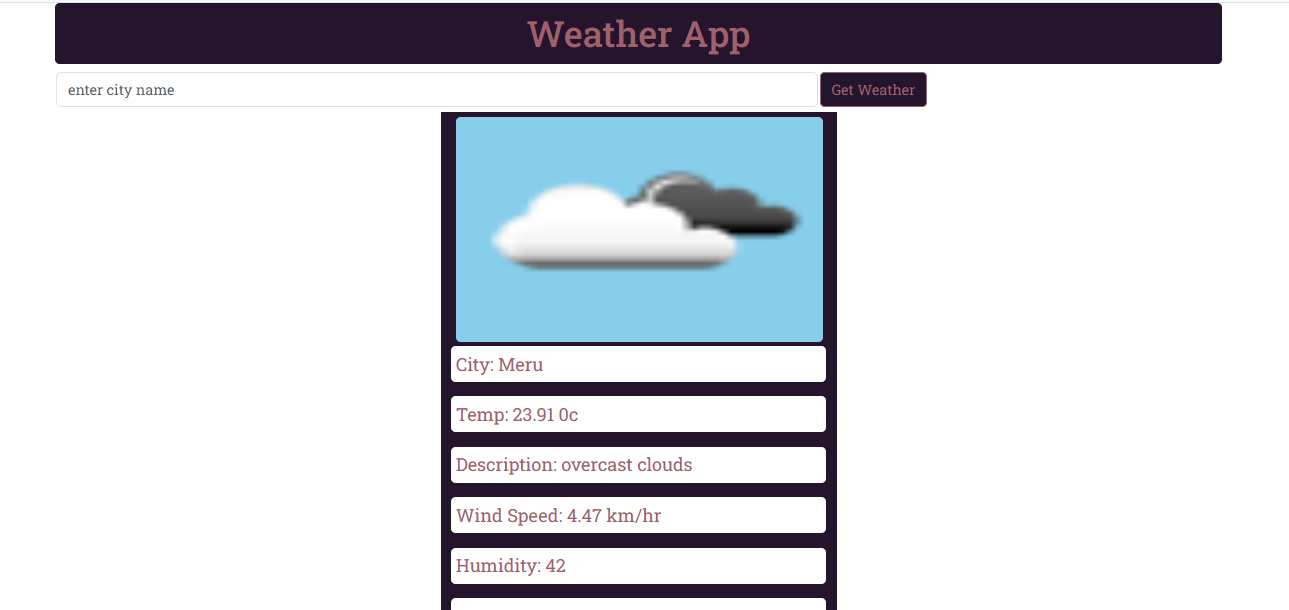 Weather App
enter city name
Get Weather
City: Meru
Temp: 23.91 0c
Description: overcast clouds
Wind Speed: 4.47 km/hr
Humidity: 42